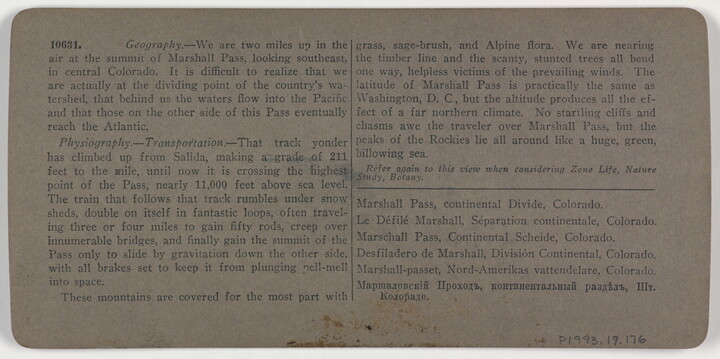 10631. Geography.—We are two miles up in the
air at the summit of Marshall Pass, looking southeast,
in central Colorado. It is difficult to realize that we
are actually at the dividing point of the country's wa-
tershed, that behind us the waters flow into the Pacific
and that those on the other side of this Pass eventually
reach the Atlantic.
Physiography.—Transportation.—That track yonder
has climbed up from Salida, making a grade of 211
feet to the mile, until now it is crossing the highest
point of the Pass, nearly 11,000 feet above sea level.
The train that follows that track rumbles under snow
sheds, double on itself in fantastic loops, often travel-
ing three or four miles to gain fifty rods, creep over
innumerable bridges, and finally gain the summit of the
Pass only to slide by gravitation down the other side,
with all brakes set to keep it from plunging pell-mell
into space.
These mountains are covered for the most part with
grass, sage-brush, and Alpine flora. We are nearing
the timber line and the scanty, stunted trees all bend
one way, helpless victims of the prevailing winds. The
latitude of Marshall Pass is practically the same as
Washington, D. C., but the altitude produces all the ef-
fect of a far northern climate. No startling cliffs and
chasms awe the traveler over Marshall Pass, but the
peaks of the Rockies lie all around like a huge, green,
billowing sea.
Refer again to this view when considering Zone Life, Nature
Study, Botany.
Marshall Pass, continental Divide, Colorado.
Le Défilé Marshall, Séparation continentale, Colorado.
Marschall Pass, Continental Scheide, Colorado.
Desfiladero de Marshall, División Continental, Colorado.
Marshall-passet, Nord-Amerikas vattendelare, Colorado.
Маршаловскій Проходъ, континентальный раздѣлъ, Шт.
Колорадо.
P1993.19.176